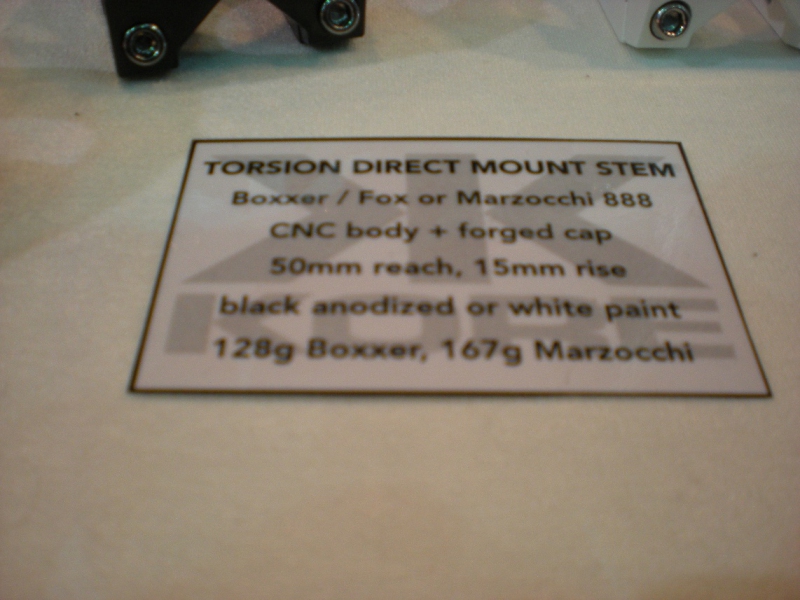 TORSION DIRECT MOUNT STEM
Boxxer / Fox or Marzocchi 888
CNC body + forged cap
50mm reach, 15mm rise
black anodized or white paint
128g Boxxer, 167g Marzocchi
KORE